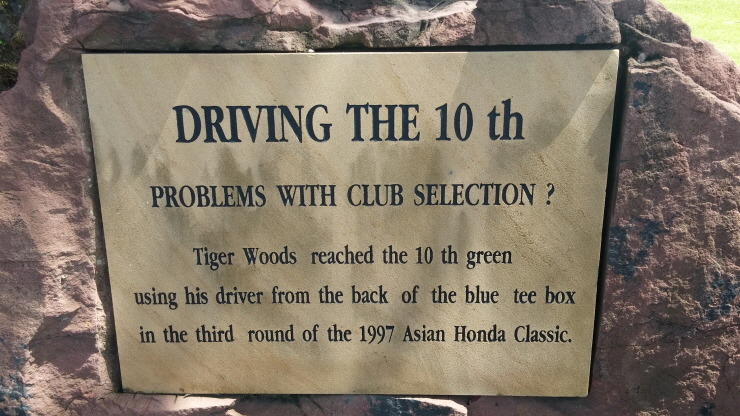 DRIVING THE 10 th
PROBLEMS WITH CLUB SELECTION ?
Tiger Woods reached the 10 th green
using his driver from the back of the blue tee box
in the third round of the 1997 Asian Honda Classic.